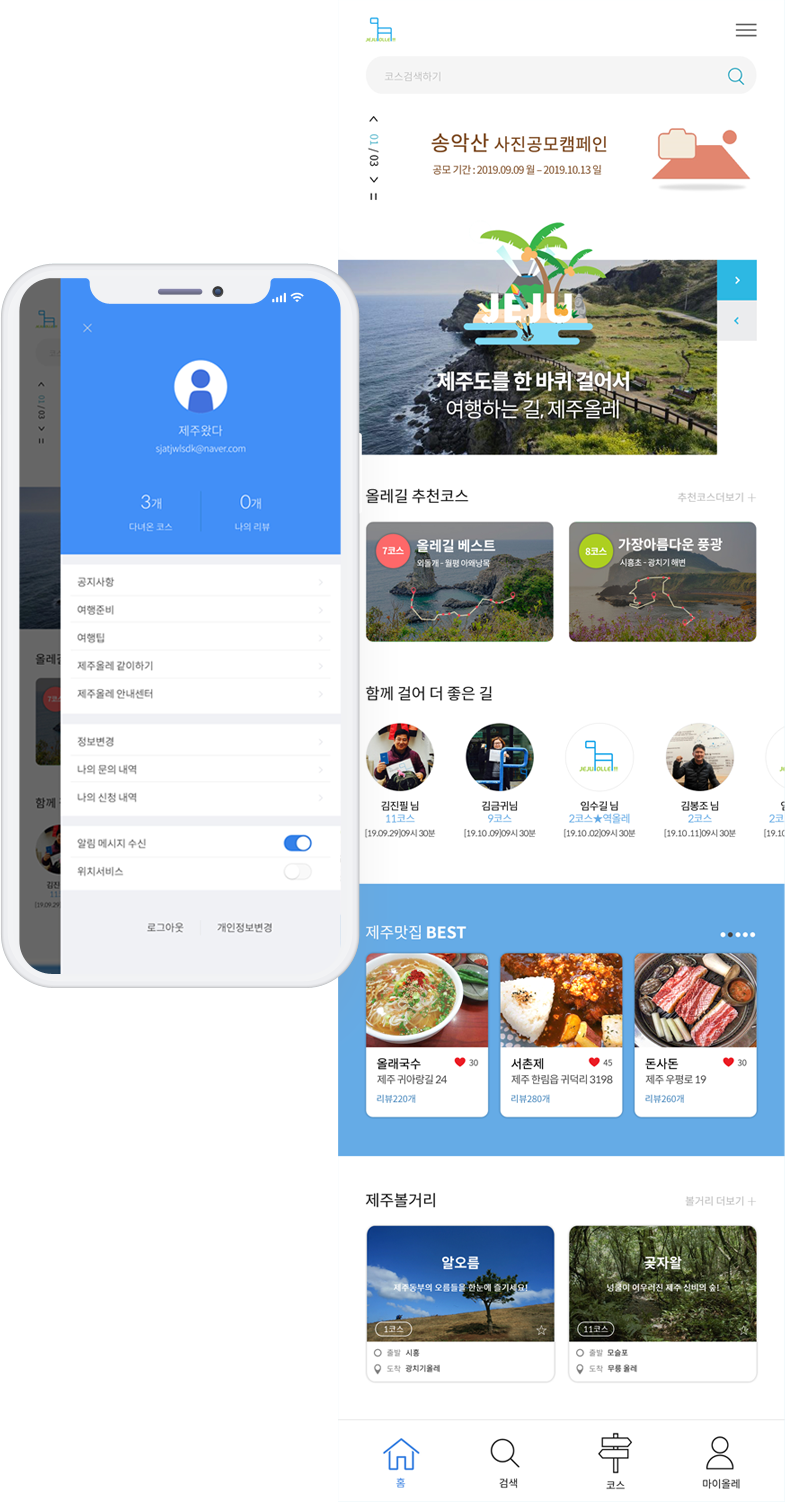 JEJUOLLE
코스검색하기
01 / 03
송악산 사진공모캠페인
공모 기간 : 2019.09.09 월 – 2019.10.13 일
JEJU
제주도를 한 바퀴 걸어서
여행하는 길, 제주올레
올레길 추천코스
추천코스더보기 +
7코스
올레길 베스트
외돌개 - 월평 아왜낭목
8코스
가장아름다운 풍광
시흥초 - 광치기 해변
함께 걸어 더 좋은 길
김진필 님
11코스
[19.09.29]09시 30분
김금귀님
9코스
[19.10..09]09시 30분
임수길 님
2코스★역올레
[19.10..02]09시 30분
김봉조 님
2코스
[19.10..11]09시 30분
2코스
[19.10
제주맛집 BEST
올래국수
30
제주 귀아랑길 24
리뷰220개
서촌제
45
제주 한림읍 귀덕리 3198
리뷰280개
돈사돈
30
제주 우평로 19
리뷰260개
제주볼거리
볼거리 더보기 +
알오름
제주동부의 오름들을 한눈에 즐기세요!
1코스
출발 시흥
도착 광치기올레
곶자왈
넝쿨이 어우러진 제주 신비의 숲!
11코스
출발 모슬포
도착 무릉 올레
홈
검색
코스
마이올레
제주왔다
sjatjwlsdk@naver.com
3개
다녀온 코스
0개
나의 리뷰
공지사항
여행준비
여행팁
제주올레 같이하기
제주올레 안내센터
정보변경
나의 문의 내역
나의 신청 내역
알림 메시지 수신
위치서비스
로그아웃
개인정보변경
01 / 03
올레길
함께
[19.09.29